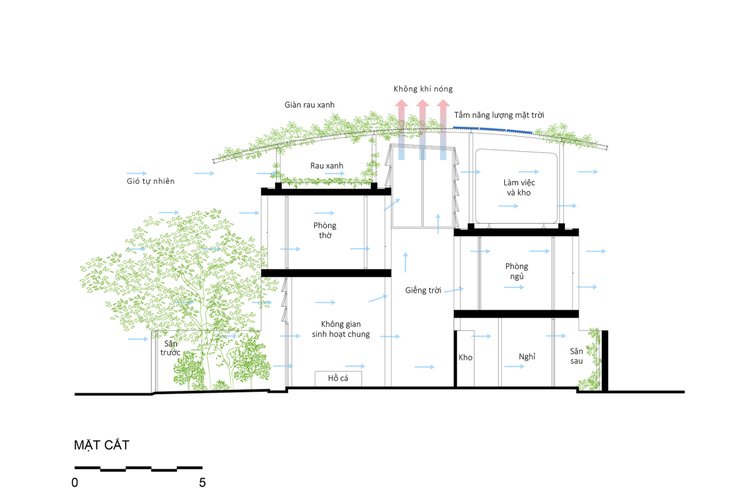 Không khí nóng
Giàn rau xanh
Tấm năng lượng mặt trời
Rau xanh
Gió tự nhiên
Làm việc
và kho
Phòng
thờ
Phòng
ngủ
Giếng trời
Không gian
sinh hoạt chung
Sân
trước
Kho
Nghỉ
Sân
sau
Hồ cá
MẶT CẮT
0
5